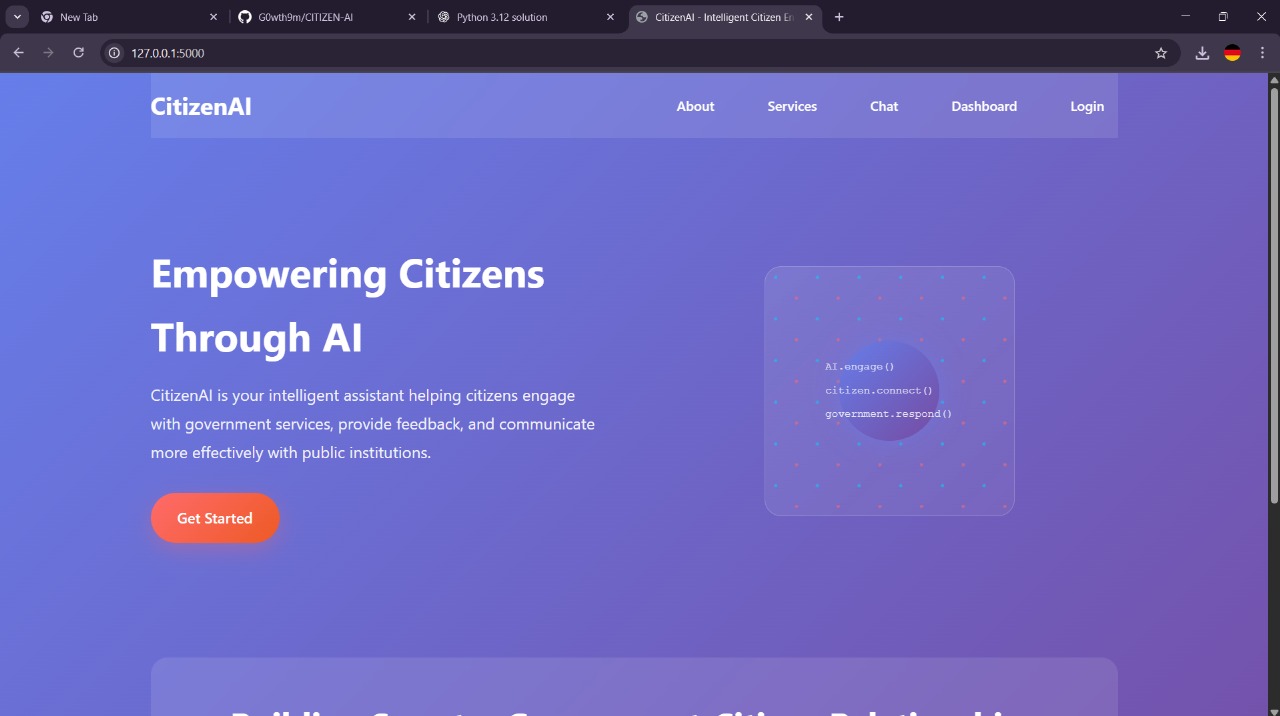 New Tab
G0wth9m/CITIZEN-AI
Python 3.12 solution
CitizenAI - Intelligent Citizen En
127.0.0.1:5000
CitizenAI
About
Services
Chat
Dashboard
Login
Empowering Citizens
Through AI
CitizenAI is your intelligent assistant helping citizens engage
with government services, provide feedback, and communicate
more effectively with public institutions.
Get Started
AI.engage()
citizen.connect()
government.respond()